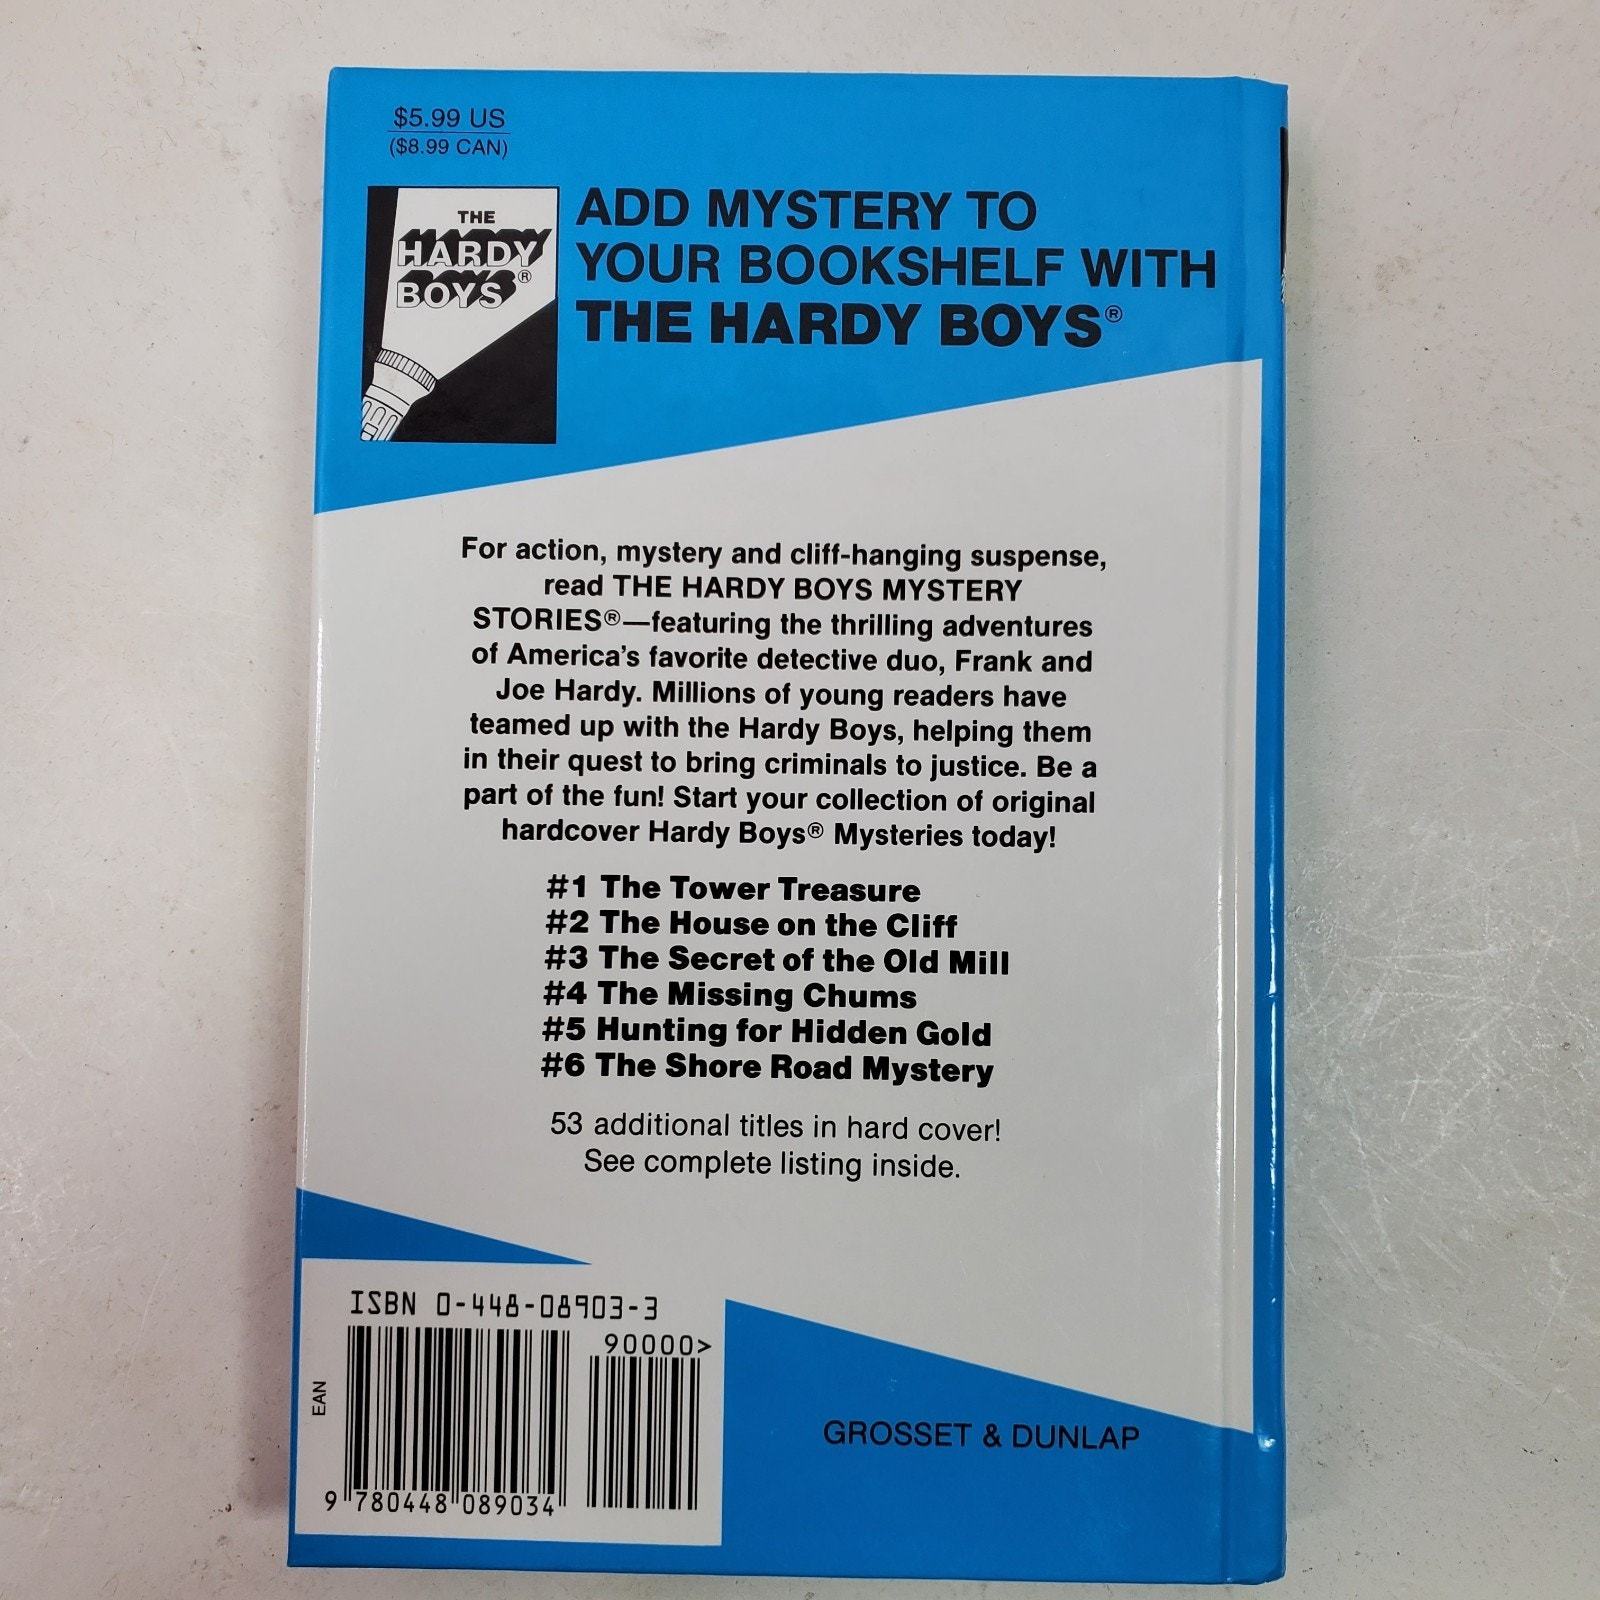 $5.99 US
($8.99 CAN)
THE
HARDY
BOYS®
ADD MYSTERY TO
YOUR BOOKSHELF WITH
THE HARDY BOYS®
For action, mystery and cliff-hanging suspense,
read THE HARDY BOYS MYSTERY
STORIES®—featuring the thrilling adventures
of America's favorite detective duo, Frank and
Joe Hardy. Millions of young readers have
teamed up with the Hardy Boys, helping them
in their quest to bring criminals to justice. Be a
part of the fun! Start your collection of original
hardcover Hardy Boys® Mysteries today!
#1 The Tower Treasure
#2 The House on the Cliff
#3 The Secret of the Old Mill
#4 The Missing Chums
#5 Hunting for Hidden Gold
#6 The Shore Road Mystery
53 additional titles in hard cover!
See complete listing inside.
ISBN 0-448-08903-3
90000>
EAN
9 780448 089034
GROSSET & DUNLAP